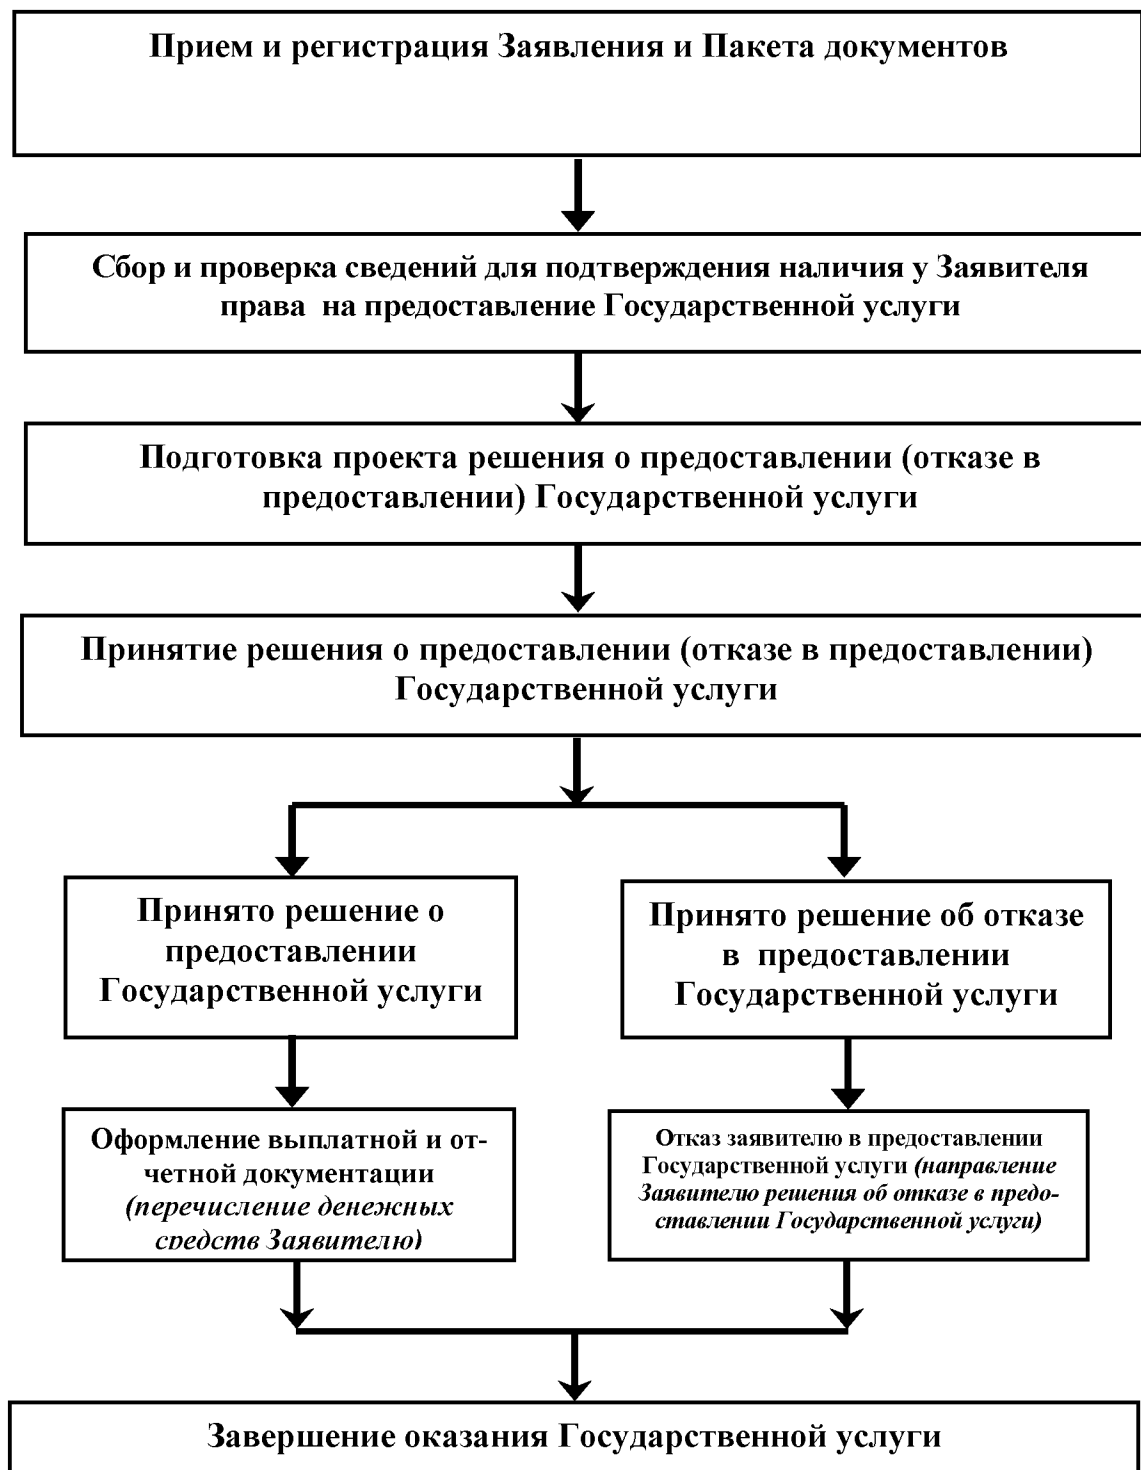 Прием и регистрация Заявления и Пакета документов
Сбор и проверка сведений для подтверждения наличия у Заявителя
права на предоставление Государственной услуги
Подготовка проекта решения о предоставлении (отказе в
предоставлении) Государственной услуги
Принятие решения о предоставлении (отказе в предоставлении)
Государственной услуги
Принято решение о
предоставлении
Государственной услуги
Принято решение об отказе
в предоставлении
Государственной услуги
Оформление выплатной и от-
четной документации
(перечисление денежных
средств Заявителю)
Отказ заявителю в предоставлении
Государственной услуги (направление
Заявителю решения об отказе в предо-
ставлении Государственной услуги)
Завершение оказания Государственной услуги